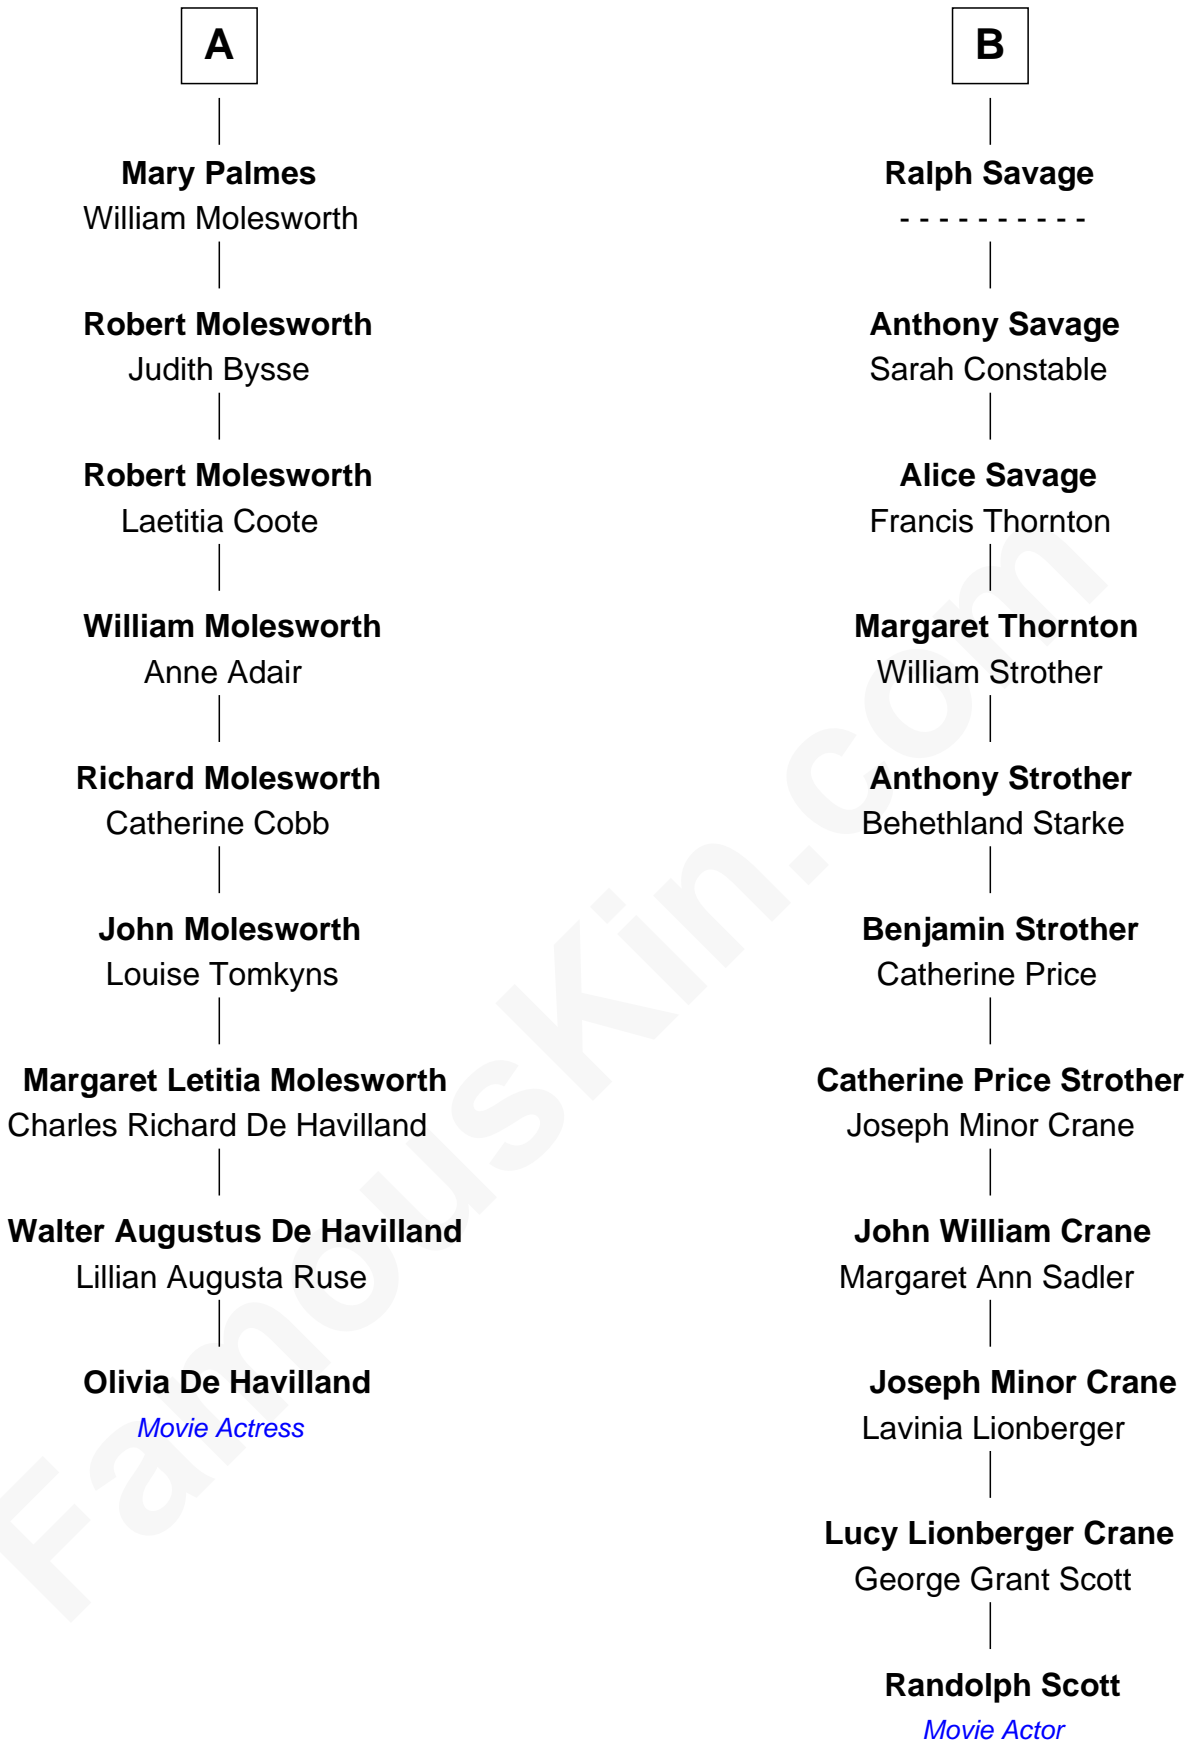 A
Mary Palmes
William Molesworth
Robert Molesworth
Judith Bysse
Robert Molesworth
Laetitia Coote
William Molesworth
Anne Adair
Richard Molesworth
Catherine Cobb
John Molesworth
Louise Tomkyns
Margaret Letitia Molesworth
Charles Richard De Havilland
Walter Augustus De Havilland
Lillian Augusta Ruse
Olivia De Havilland
Movie Actress
B
Ralph Savage
- - - - - - - - - -
Anthony Savage
Sarah Constable
Alice Savage
Francis Thornton
Margaret Thornton
William Strother
Anthony Strother
Behethland Starke
Benjamin Strother
Catherine Price
Catherine Price Strother
Joseph Minor Crane
John William Crane
Margaret Ann Sadler
Joseph Minor Crane
Lavinia Lionberger
Lucy Lionberger Crane
George Grant Scott
Randolph Scott
Movie Actor
FamousKin.com